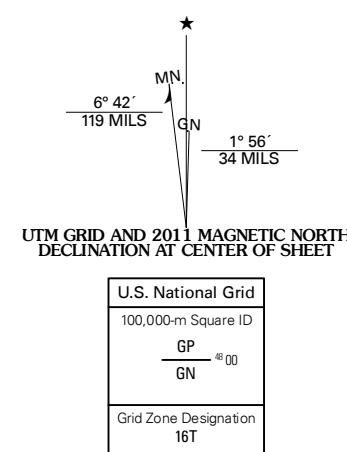 ★
MN.
6° 42´
119 MILS
GN
1° 56´
34 MILS
UTM GRID AND 2011 MAGNETIC NORTH
DECLINATION AT CENTER OF SHEET
U.S. National Grid
100,000-m Square ID
GP
48 00
GN
Grid Zone Designation
16T